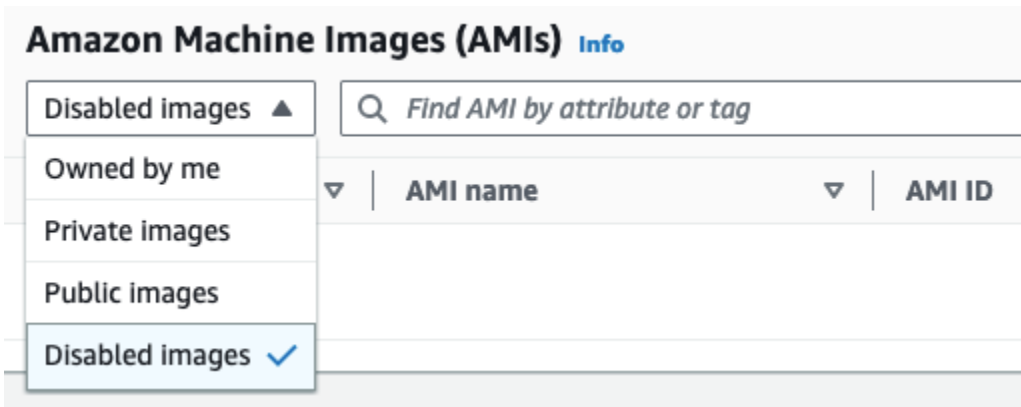 Amazon Machine Images (AMIs) Info
Disabled images
Find AMI by attribute or tag
Owned by me
AMI name
AMI ID
Private images
Public images
Disabled images